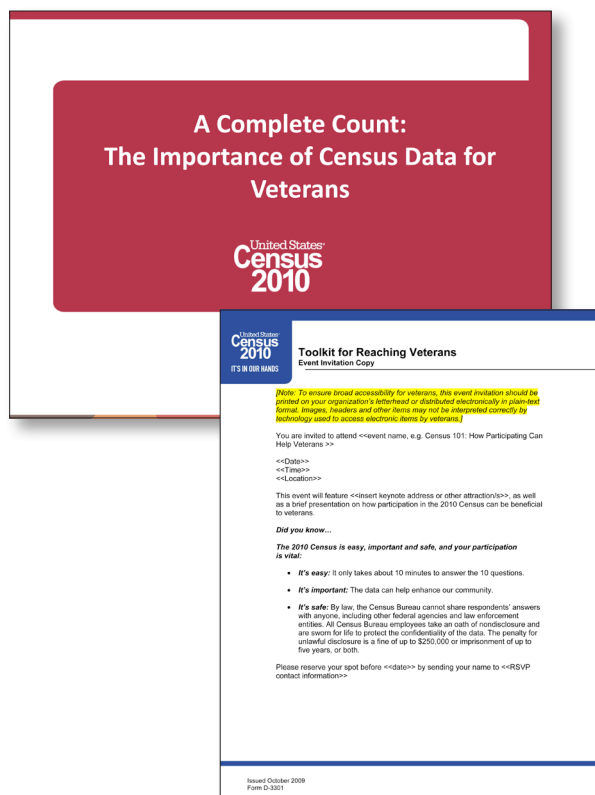 A Complete Count:
The Importance of Census Data for
Veterans
United States
Census
2010
United States
Census
2010
IT'S IN OUR HANDS
Toolkit for Reaching Veterans
Event Invitation Copy
[Note: To ensure broad accessibility for veterans, this event invitation should be
printed on your organization's letterhead or distributed electronically in plain-text
format. Images, headers and other items may not be interpreted correctly by
technology used to access electronic items by veterans.]
You are invited to attend <<event name, e.g. Census 101: How Participating Can
Help Veterans >>
<<Date>>
<<Time>>
<<Location>>
This event will feature <<insert keynote address or other attraction/s>>, as well
as a brief presentation on how participation in the 2010 Census can be beneficial
to veterans.
Did you know…
The 2010 Census is easy, important and safe, and your participation
is vital:
• It's easy: It only takes about 10 minutes to answer the 10 questions.
• It's important: The data can help enhance our community.
• It's safe: By law, the Census Bureau cannot share respondents' answers
with anyone, including other federal agencies and law enforcement
entities. All Census Bureau employees take an oath of nondisclosure and
are sworn for life to protect the confidentiality of the data. The penalty for
unlawful disclosure is a fine of up to $250,000 or imprisonment of up to
five years, or both.
Please reserve your spot before <<date>> by sending your name to <<RSVP
contact information>>
Issued October 2009
Form D-3301